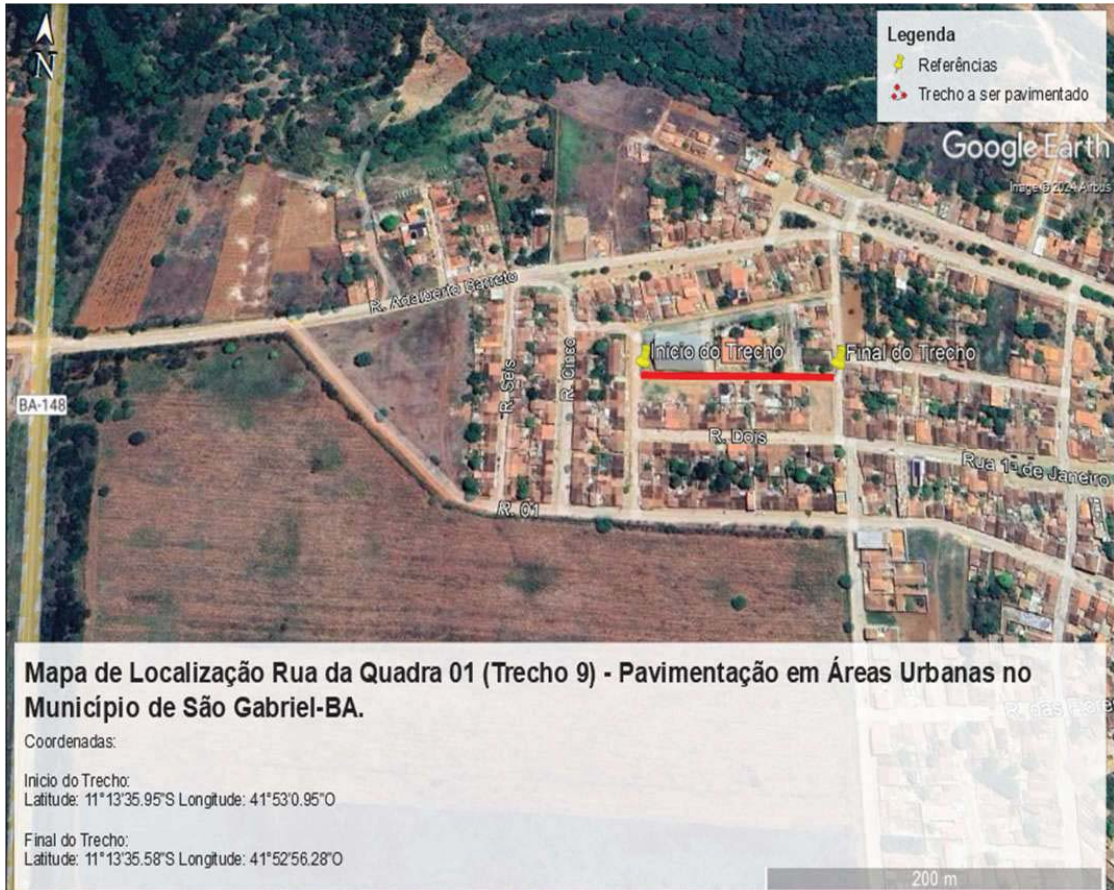 N
Legenda
Referências
Trecho a ser pavimentado
Google Earth
Image © 2024 Airbus
R. Adalberto Barreto
Início do Trecho
Final do Trecho
R. Seis
R. Cinco
BA-148
R. Dois
Rua 1º de Janeiro
R. 01
Mapa de Localização Rua da Quadra 01 (Trecho 9) - Pavimentação em Áreas Urbanas no
Município de São Gabriel-BA.
R. das Flores
Coordenadas:
Inicio do Trecho:
Latitude: 11°13'35.95"S Longitude: 41°53'0.95"O
Final do Trecho:
Latitude: 11°13'35.58"S Longitude: 41°52'56.28"O
200 m